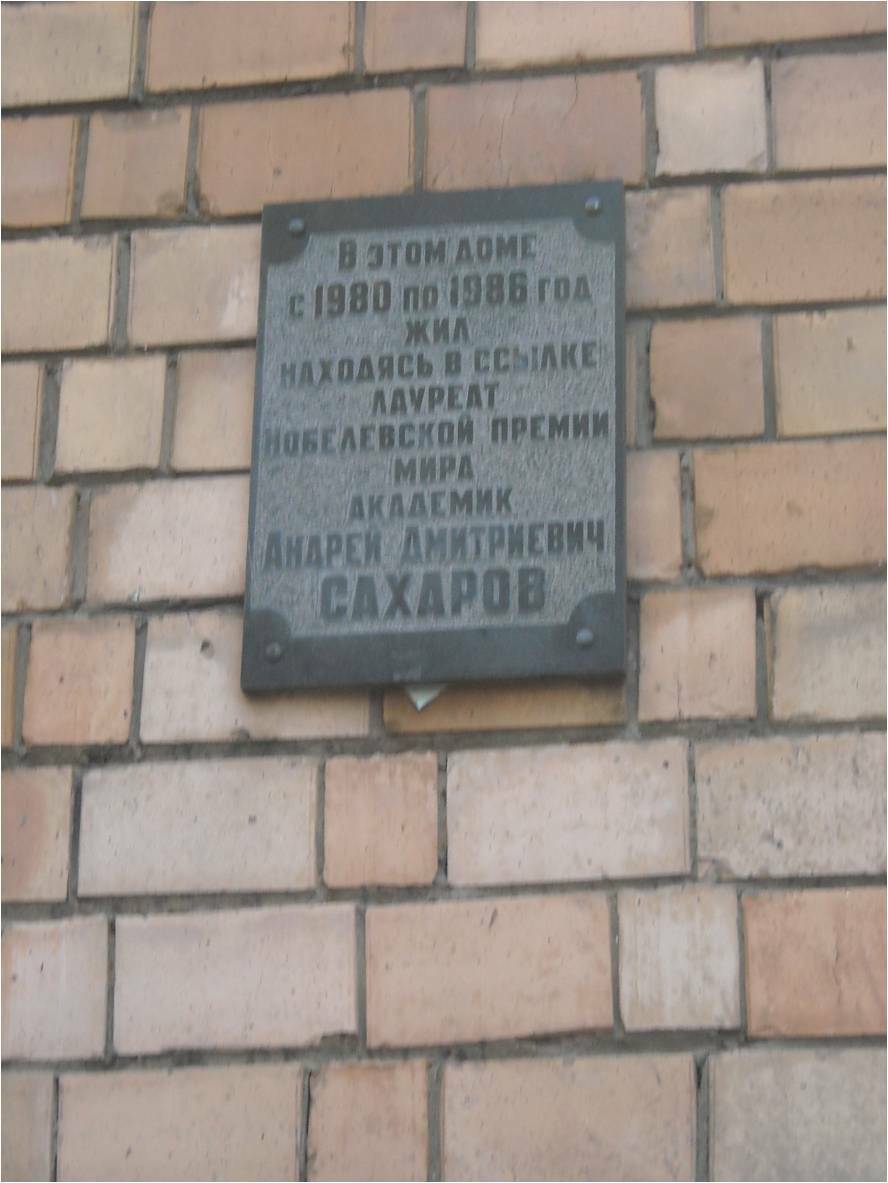 В ЭТОМ ДОМЕ
С 1980 ПО 1986 ГОД
ЖИЛ
НАХОДЯСЬ В ССЫЛКЕ
ЛАУРЕАТ
НОБЕЛЕВСКОЙ ПРЕМИИ
МИРА
АКАДЕМИК
АНДРЕЙ ДМИТРИЕВИЧ
САХАРОВ